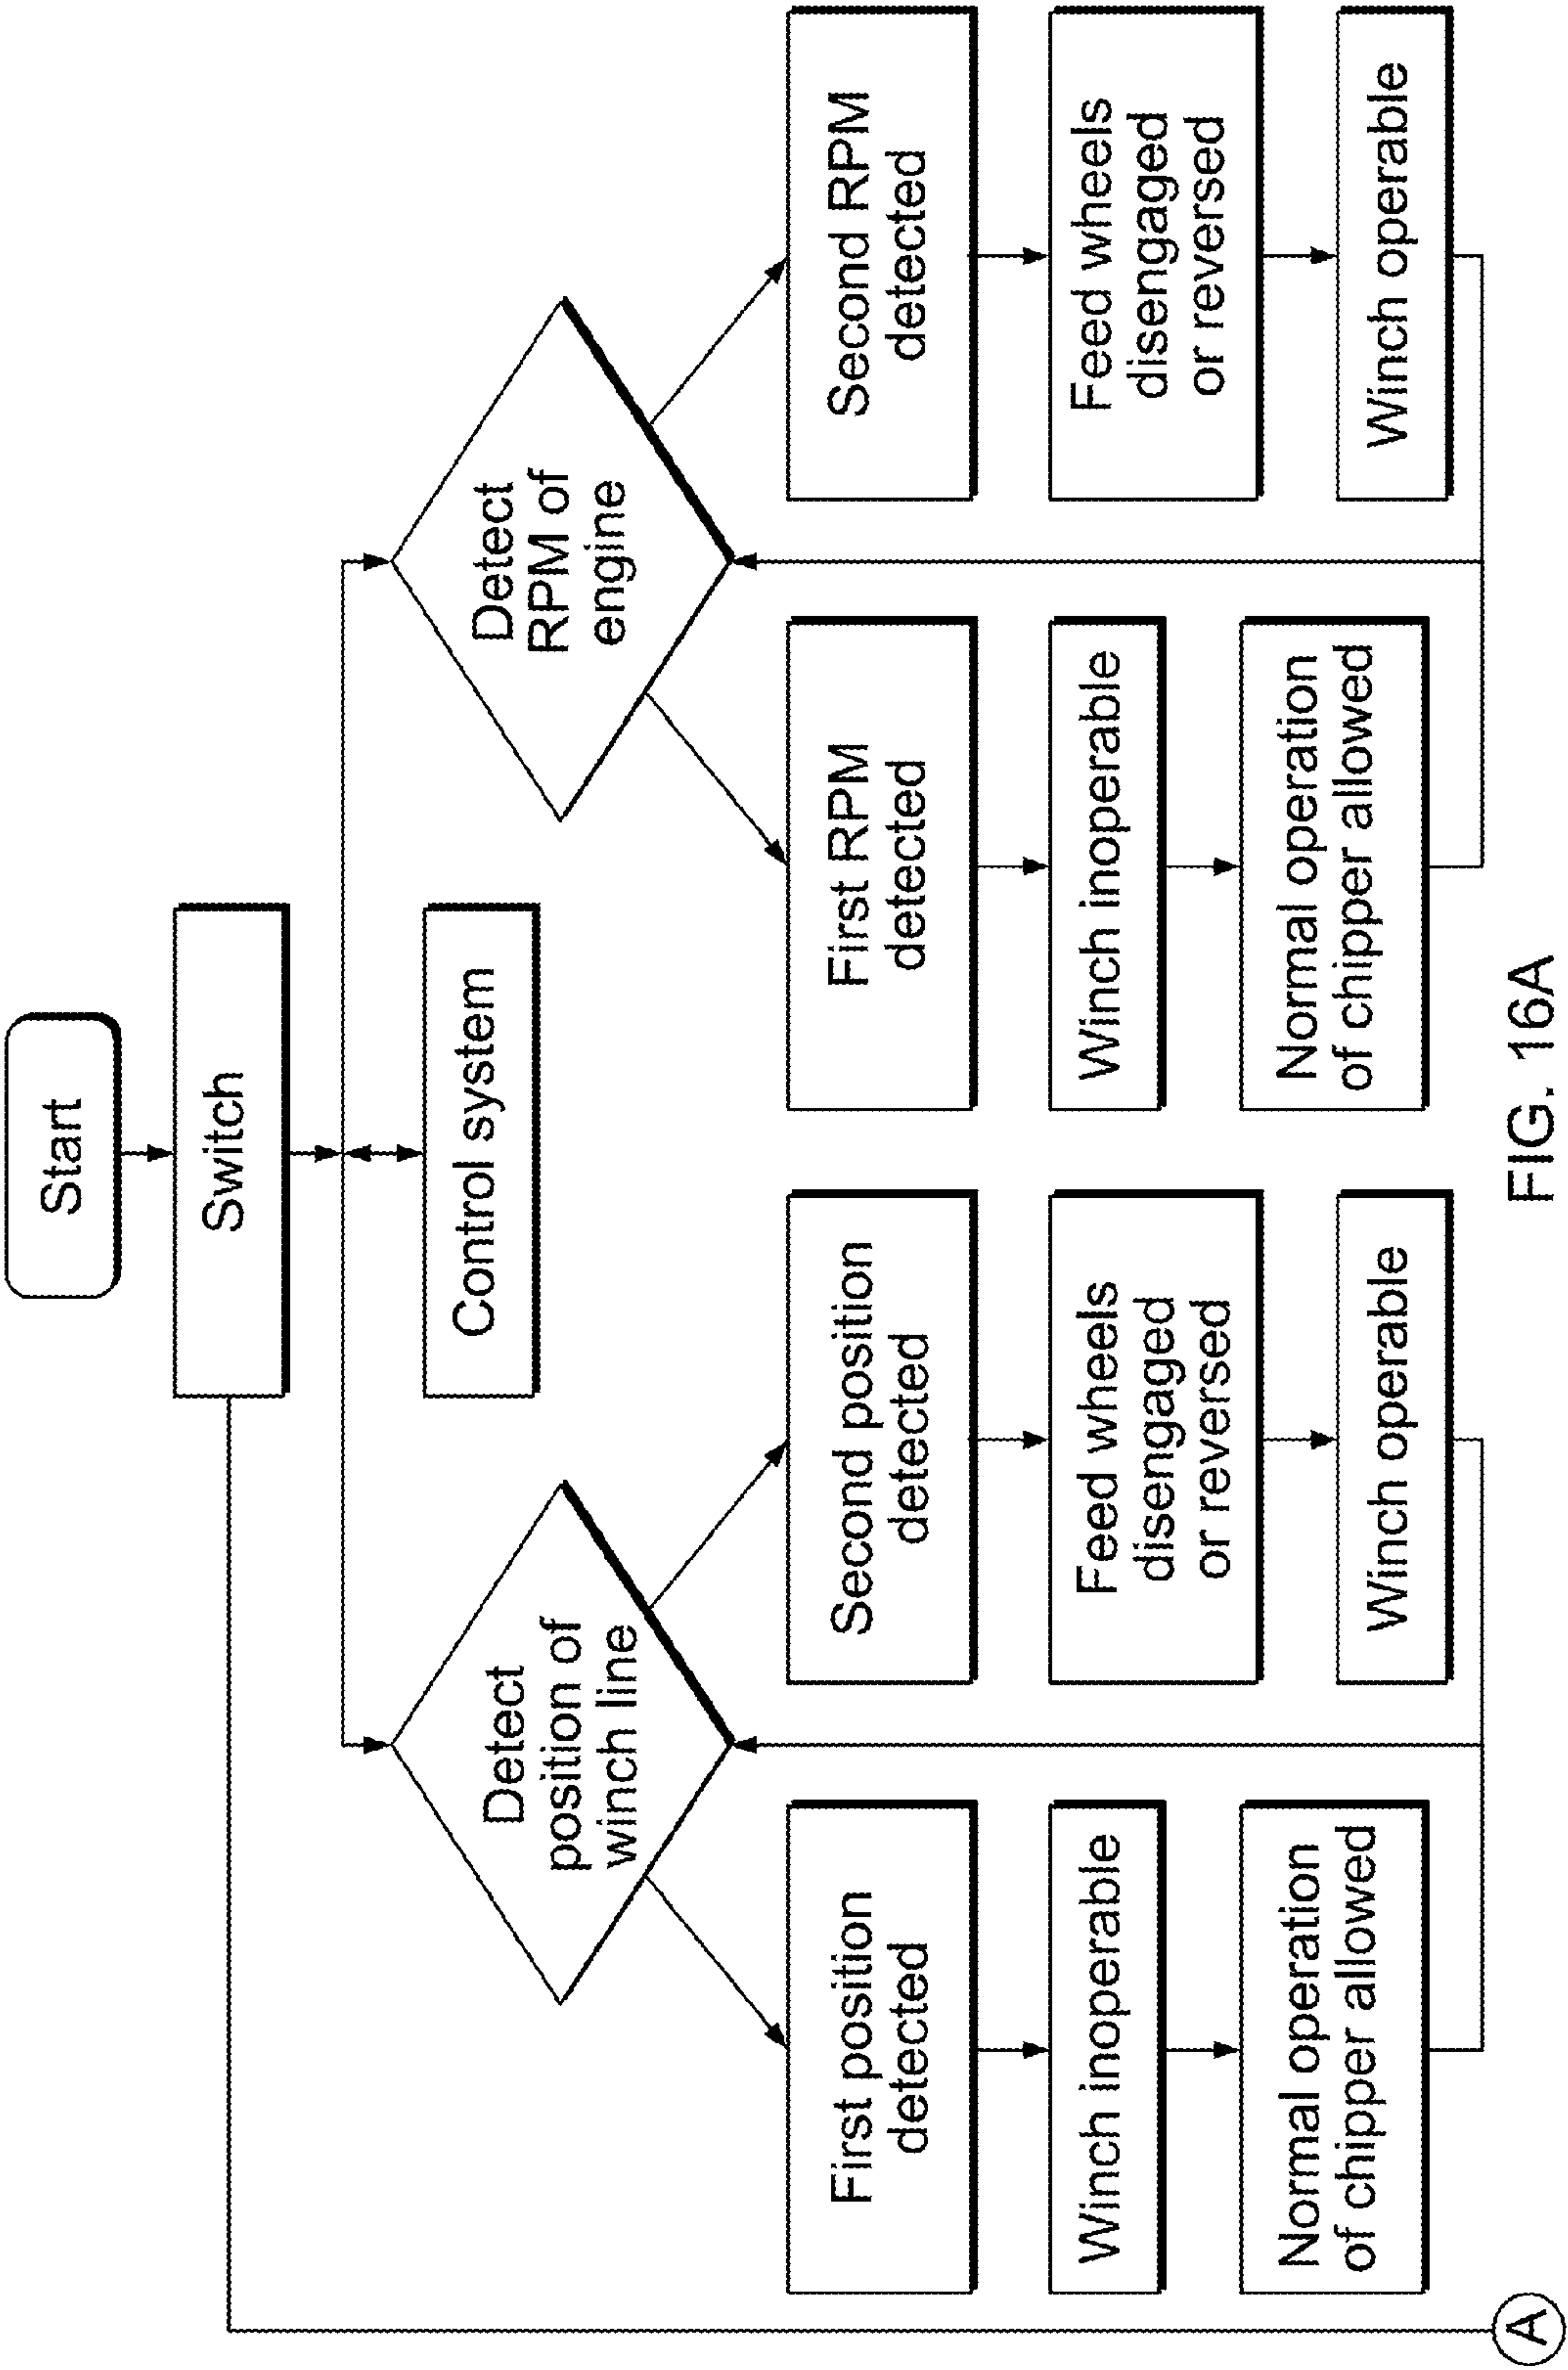 Start
Switch
Control system
Detect
position of
winch line
Detect
RPM of
engine
First position
detected
Second position
detected
First RPM
detected
Second RPM
detected
Winch inoperable
Feed wheels
disengaged
or reversed
Winch inoperable
Feed wheels
disengaged
or reversed
Normal operation
of chipper allowed
Winch operable
Normal operation
of chipper allowed
Winch operable
A
FIG. 16A